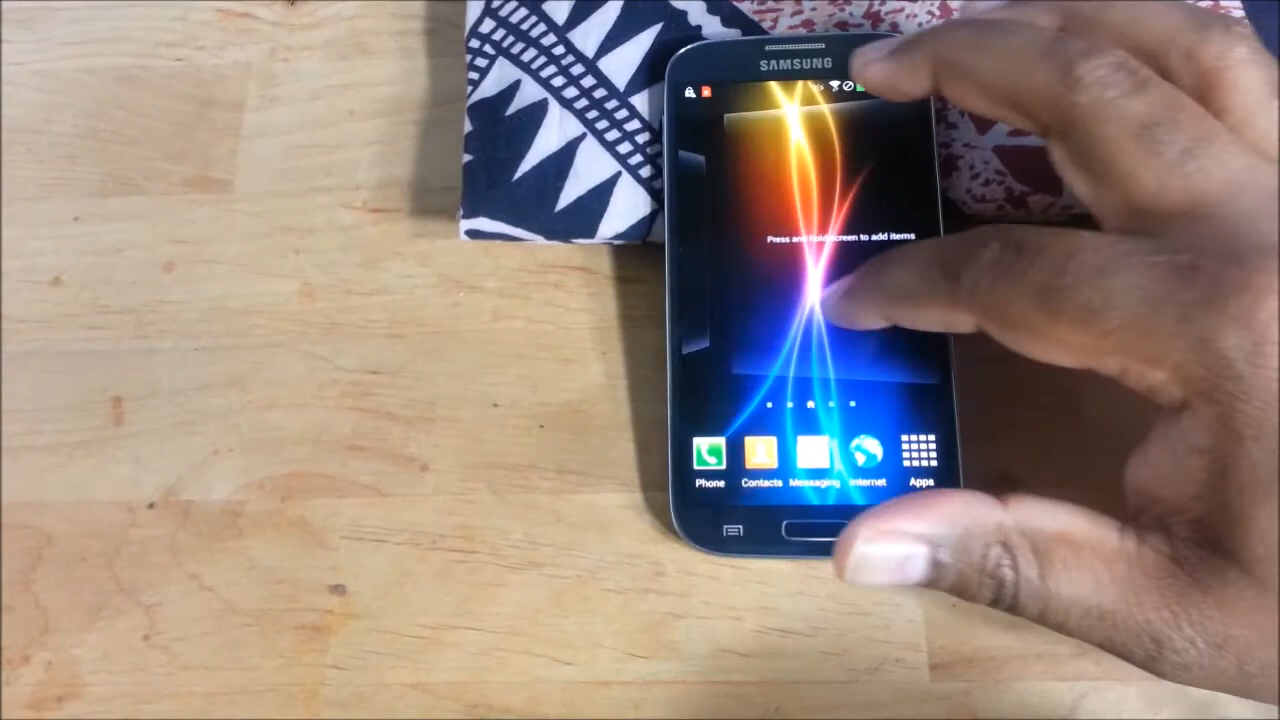 SAMSUNG
Press and hold screen to add items
Phone
Contacts
Messaging
Internet
Apps